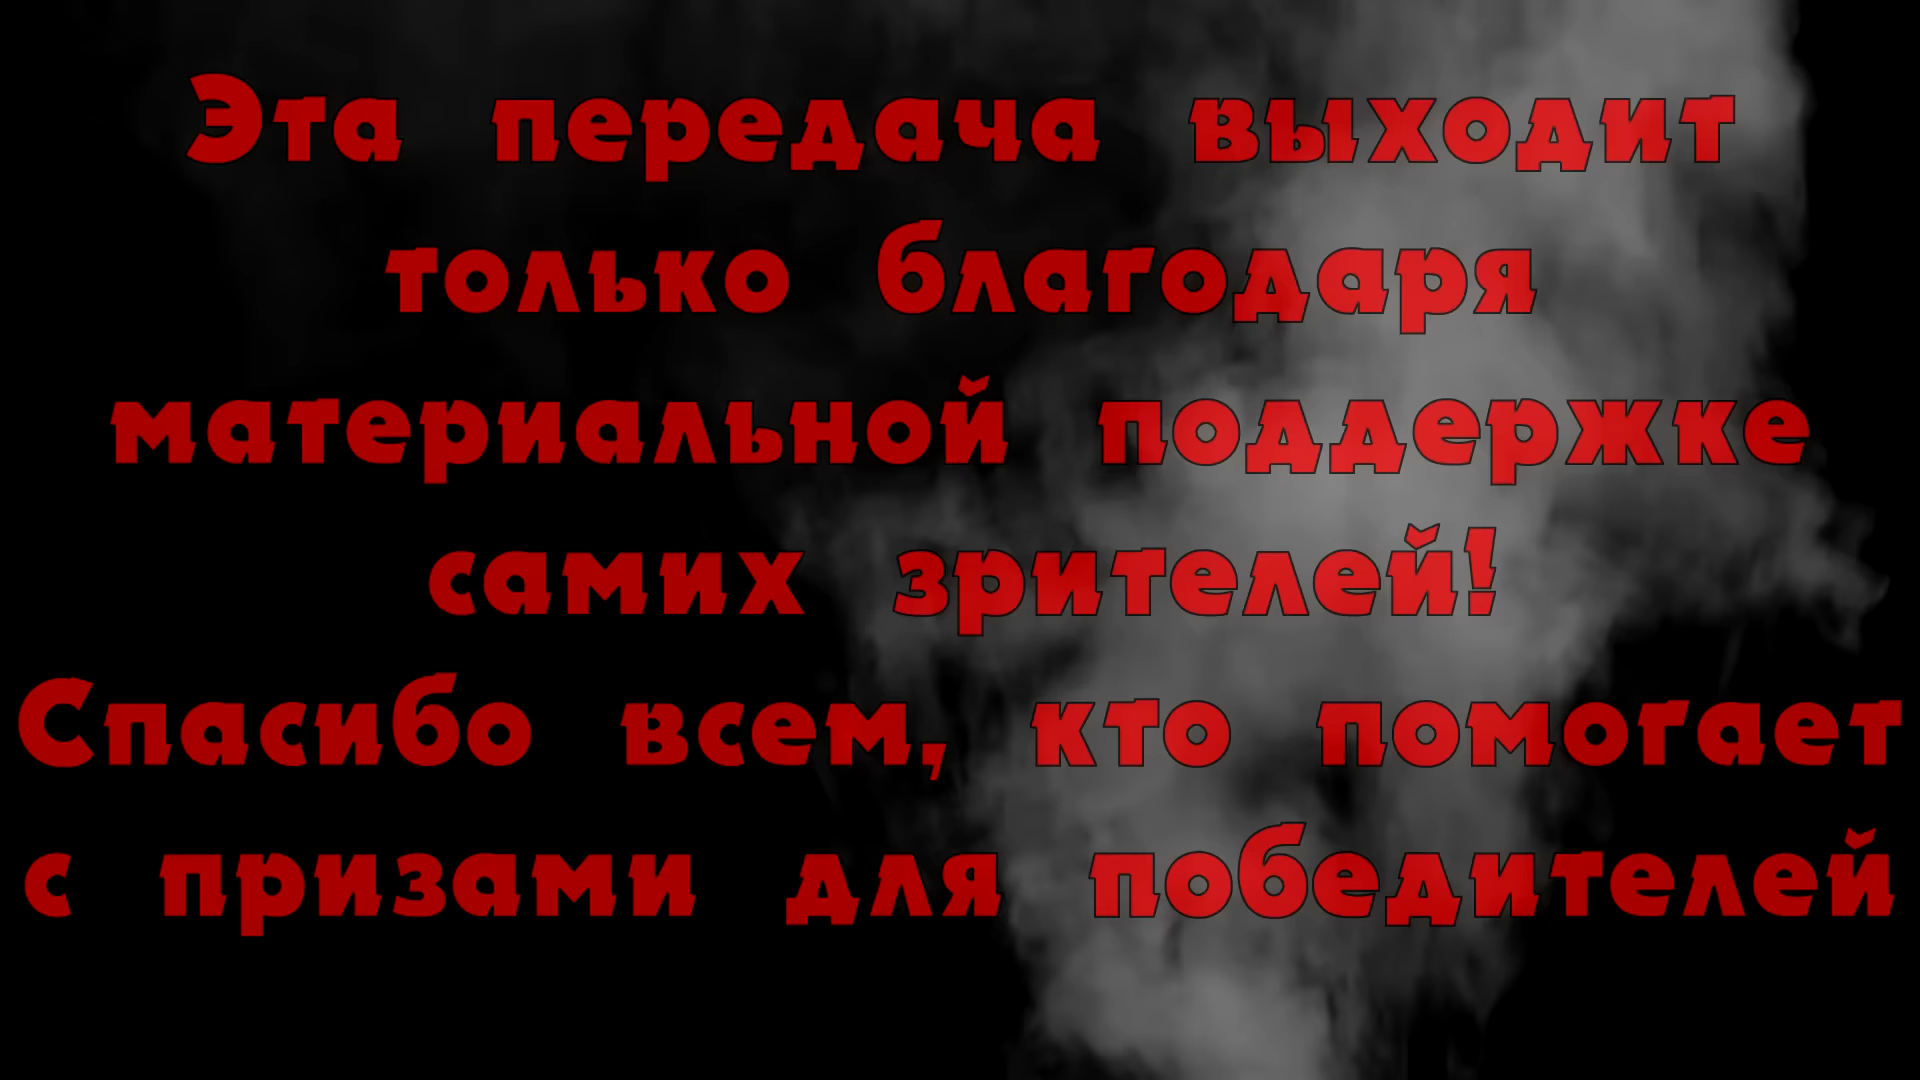 Эта передача выходит
только благодаря
материальной поддержке
самих зрителей!
Спасибо всем, кто помогает
с призами для победителей